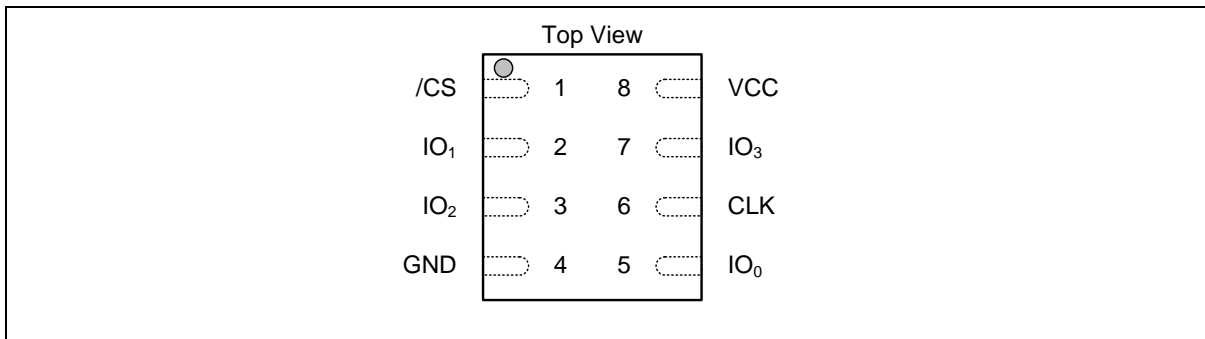 Top View
/CS 1 8 VCC
IO₁ 2 7 IO₃
IO₂ 3 6 CLK
GND 4 5 IO₀